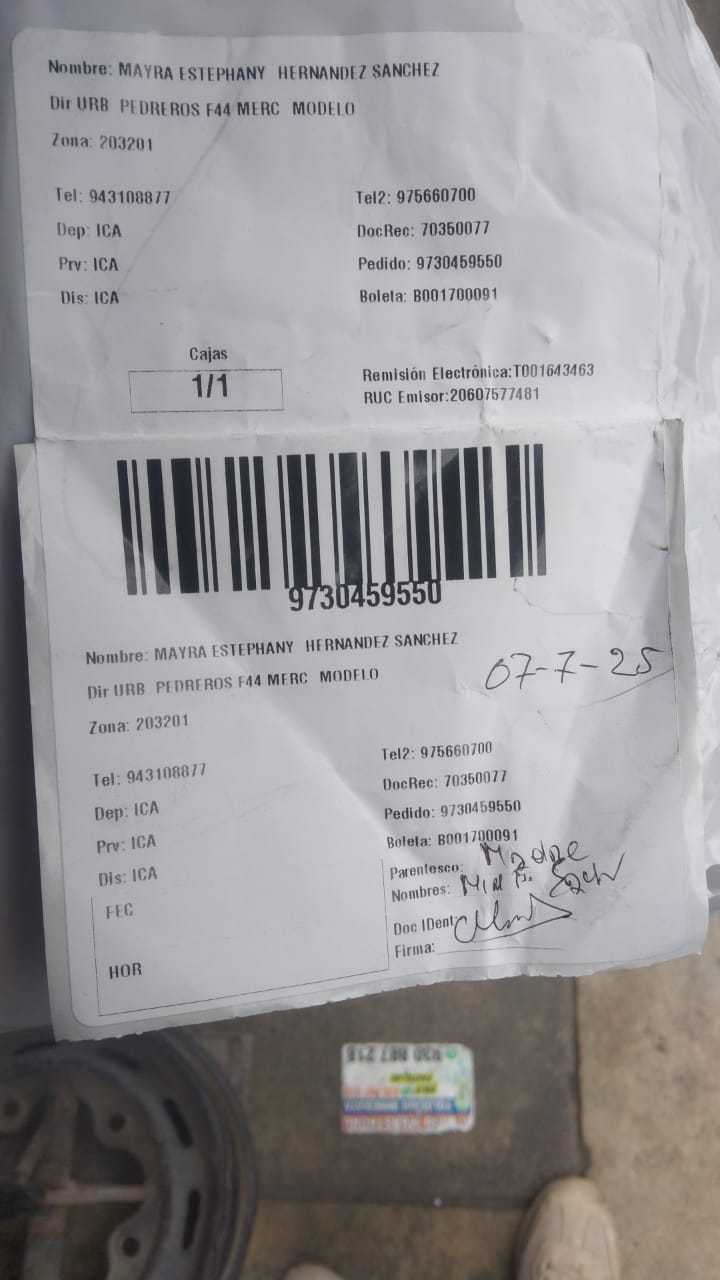 Nombre: MAYRA ESTEPHANY HERNANDEZ SANCHEZ
Dir URB PEDREROS F44 MERC MODELO
Zona: 203201
Tel: 943108877 Tel2: 975660700
Dep: ICA DocRec: 70350077
Prv: ICA Pedido: 9730459550
Dis: ICA Boleta: B001700091
Cajas
1/1
Remisión Electrónica:T001643463
RUC Emisor:20607577481
9730459550
Nombre: MAYRA ESTEPHANY HERNANDEZ SANCHEZ
07-7-25
Dir URB PEDREROS F44 MERC MODELO
Zona: 203201
Tel: 943108877 Tel2: 975660700
Dep: ICA DocRec: 70350077
Prv: ICA Pedido: 9730459550
Dis: ICA Boleta: B001700091
Parentesco: Madre
Nombres:
Doc IDent:
Firma:
FEC
HOR